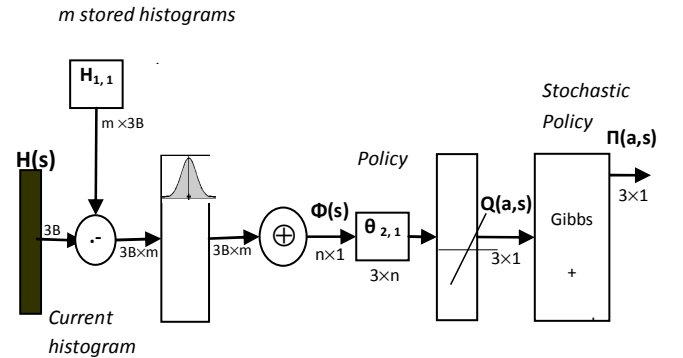 m stored histograms
H1, 1
m ×3B
Stochastic
Policy
Π(a,s)
H(s)
Policy
3B
.-
3B×m
3B×m
⊕
Φ(s)
n×1
θ 2, 1
3×n
Q(a,s)
3×1
Gibbs
+
3×1
Current
histogram